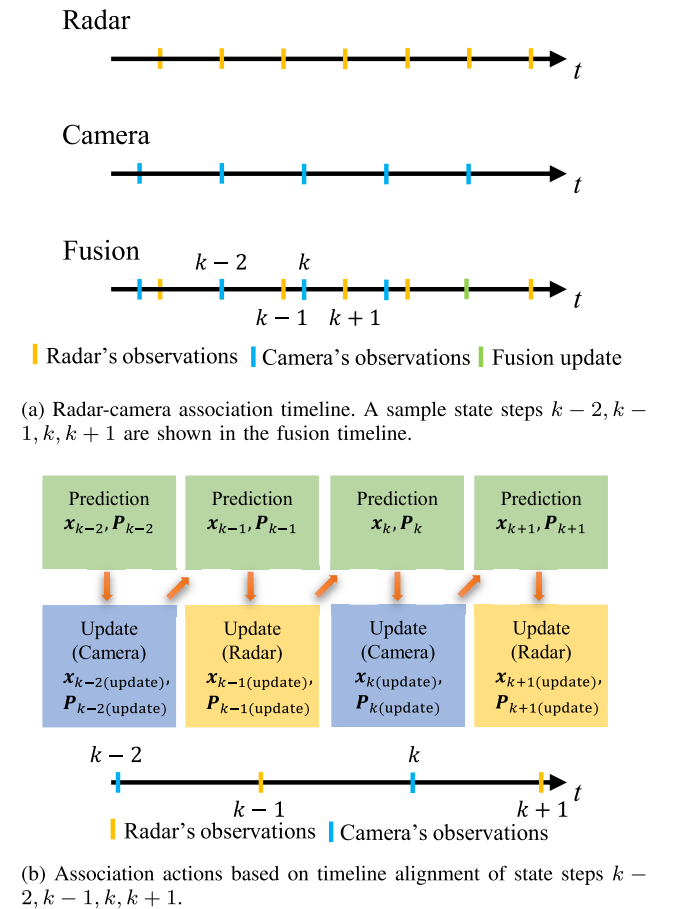 Radar
t
Camera
t
Fusion
k − 2 k
t
k − 1 k + 1
Radar's observations Camera's observations Fusion update
(a) Radar-camera association timeline. A sample state steps k − 2, k −
1, k, k + 1 are shown in the fusion timeline.
Prediction Prediction Prediction Prediction
x_{k−2}, P_{k−2} x_{k−1}, P_{k−1} x_k, P_k x_{k+1}, P_{k+1}
Update Update Update Update
(Camera) (Radar) (Camera) (Radar)
x_{k−2(update)}, x_{k−1(update)}, x_{k(update)}, x_{k+1(update)},
P_{k−2(update)} P_{k−1(update)} P_{k(update)} P_{k+1(update)}
k − 2 k
t
k − 1 k + 1
Radar's observations Camera's observations
(b) Association actions based on timeline alignment of state steps k −
2, k − 1, k, k + 1.